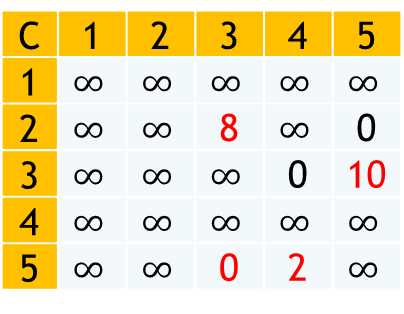 C 1 2 3 4 5
1 ∞ ∞ ∞ ∞ ∞
2 ∞ ∞ 8 ∞ 0
3 ∞ ∞ ∞ 0 10
4 ∞ ∞ ∞ ∞ ∞
5 ∞ ∞ 0 2 ∞